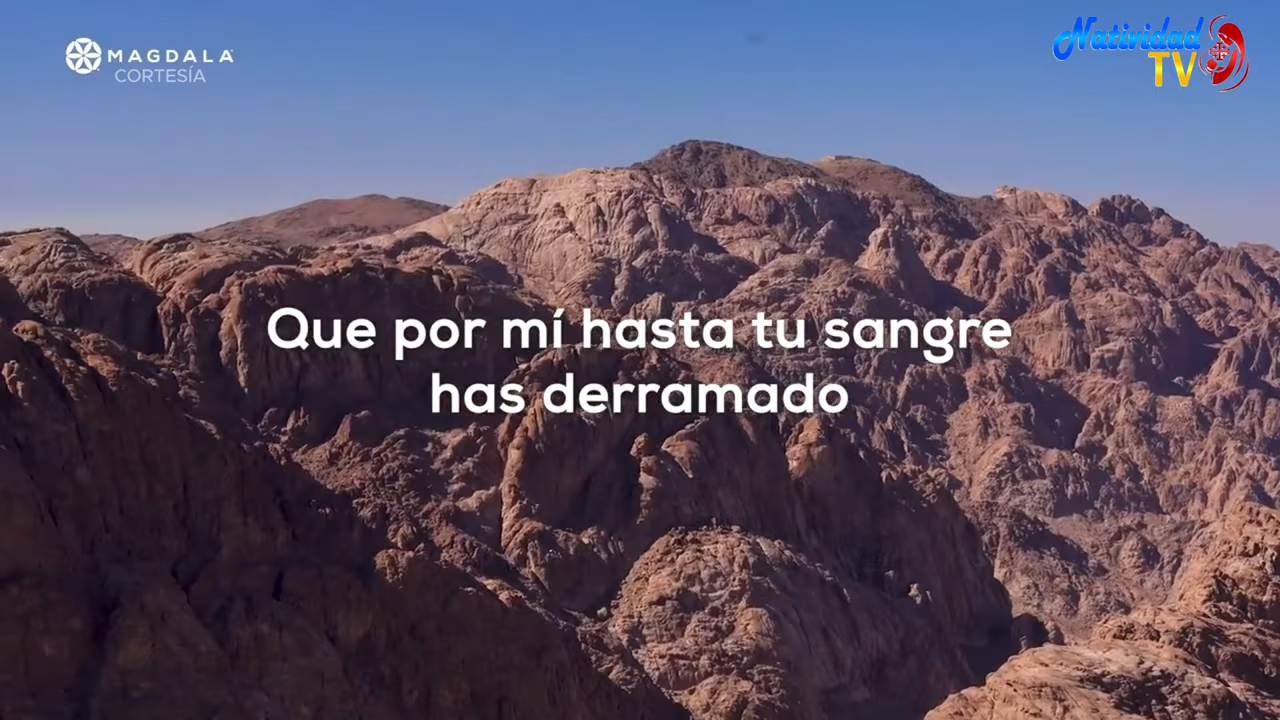 MAGDALA
CORTESÍA
Natividad
TV
Que por mí hasta tu sangre
has derramado